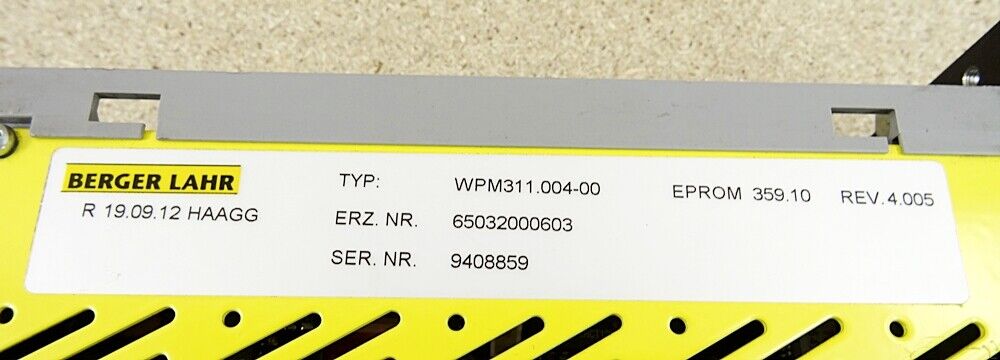 BERGER LAHR
R 19.09.12 HAAGG
TYP: WPM311.004-00 EPROM 359.10 REV.4.005
ERZ. NR. 65032000603
SER. NR. 9408859